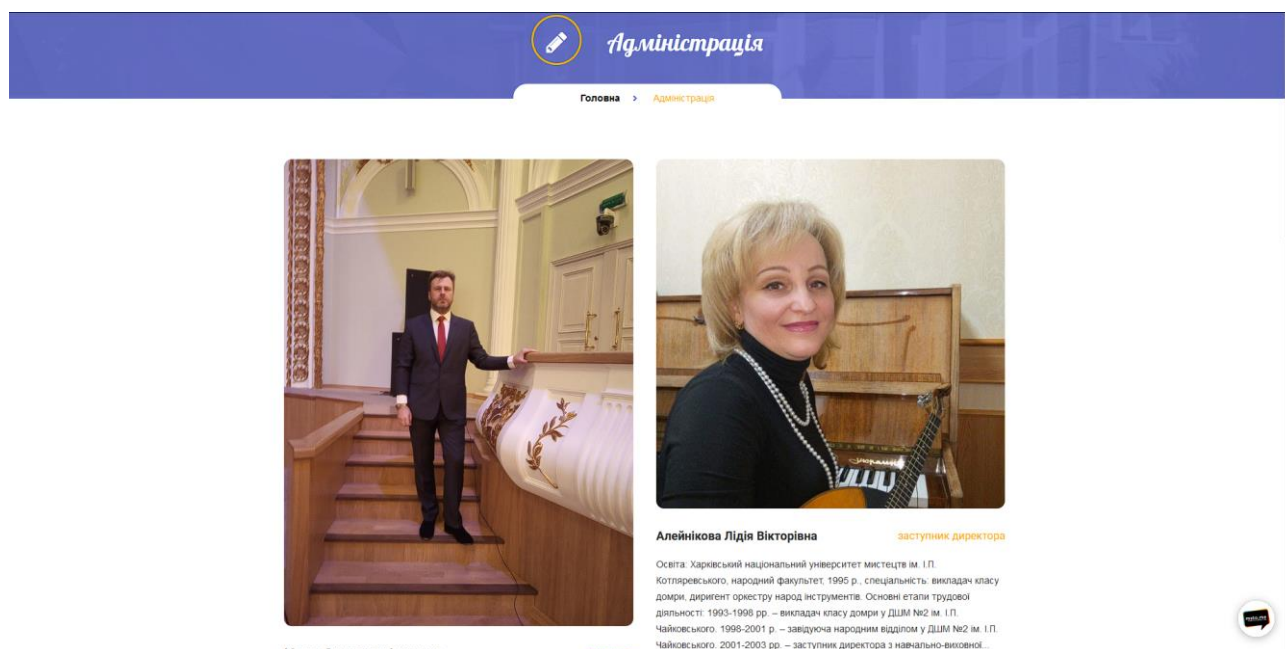 Адміністрація
Головна > Адміністрація
Алейнікова Лідія Вікторівна
заступник директора
Освіта: Харківський національний університет мистецтв ім. І.П.
Котляревського, народний факультет, 1995 р., спеціальність: викладач класу
домри, диригент оркестру народ інструментів. Основні етапи трудової
діяльності: 1993-1998 рр. – викладач класу домри у ДШМ №2 ім. І.П.
Чайковського. 1998-2001 р. – завідуюча народним відділом у ДШМ №2 ім. І.П.
Чайковського. 2001-2003 рр. – заступник директора з навчально-виховної...